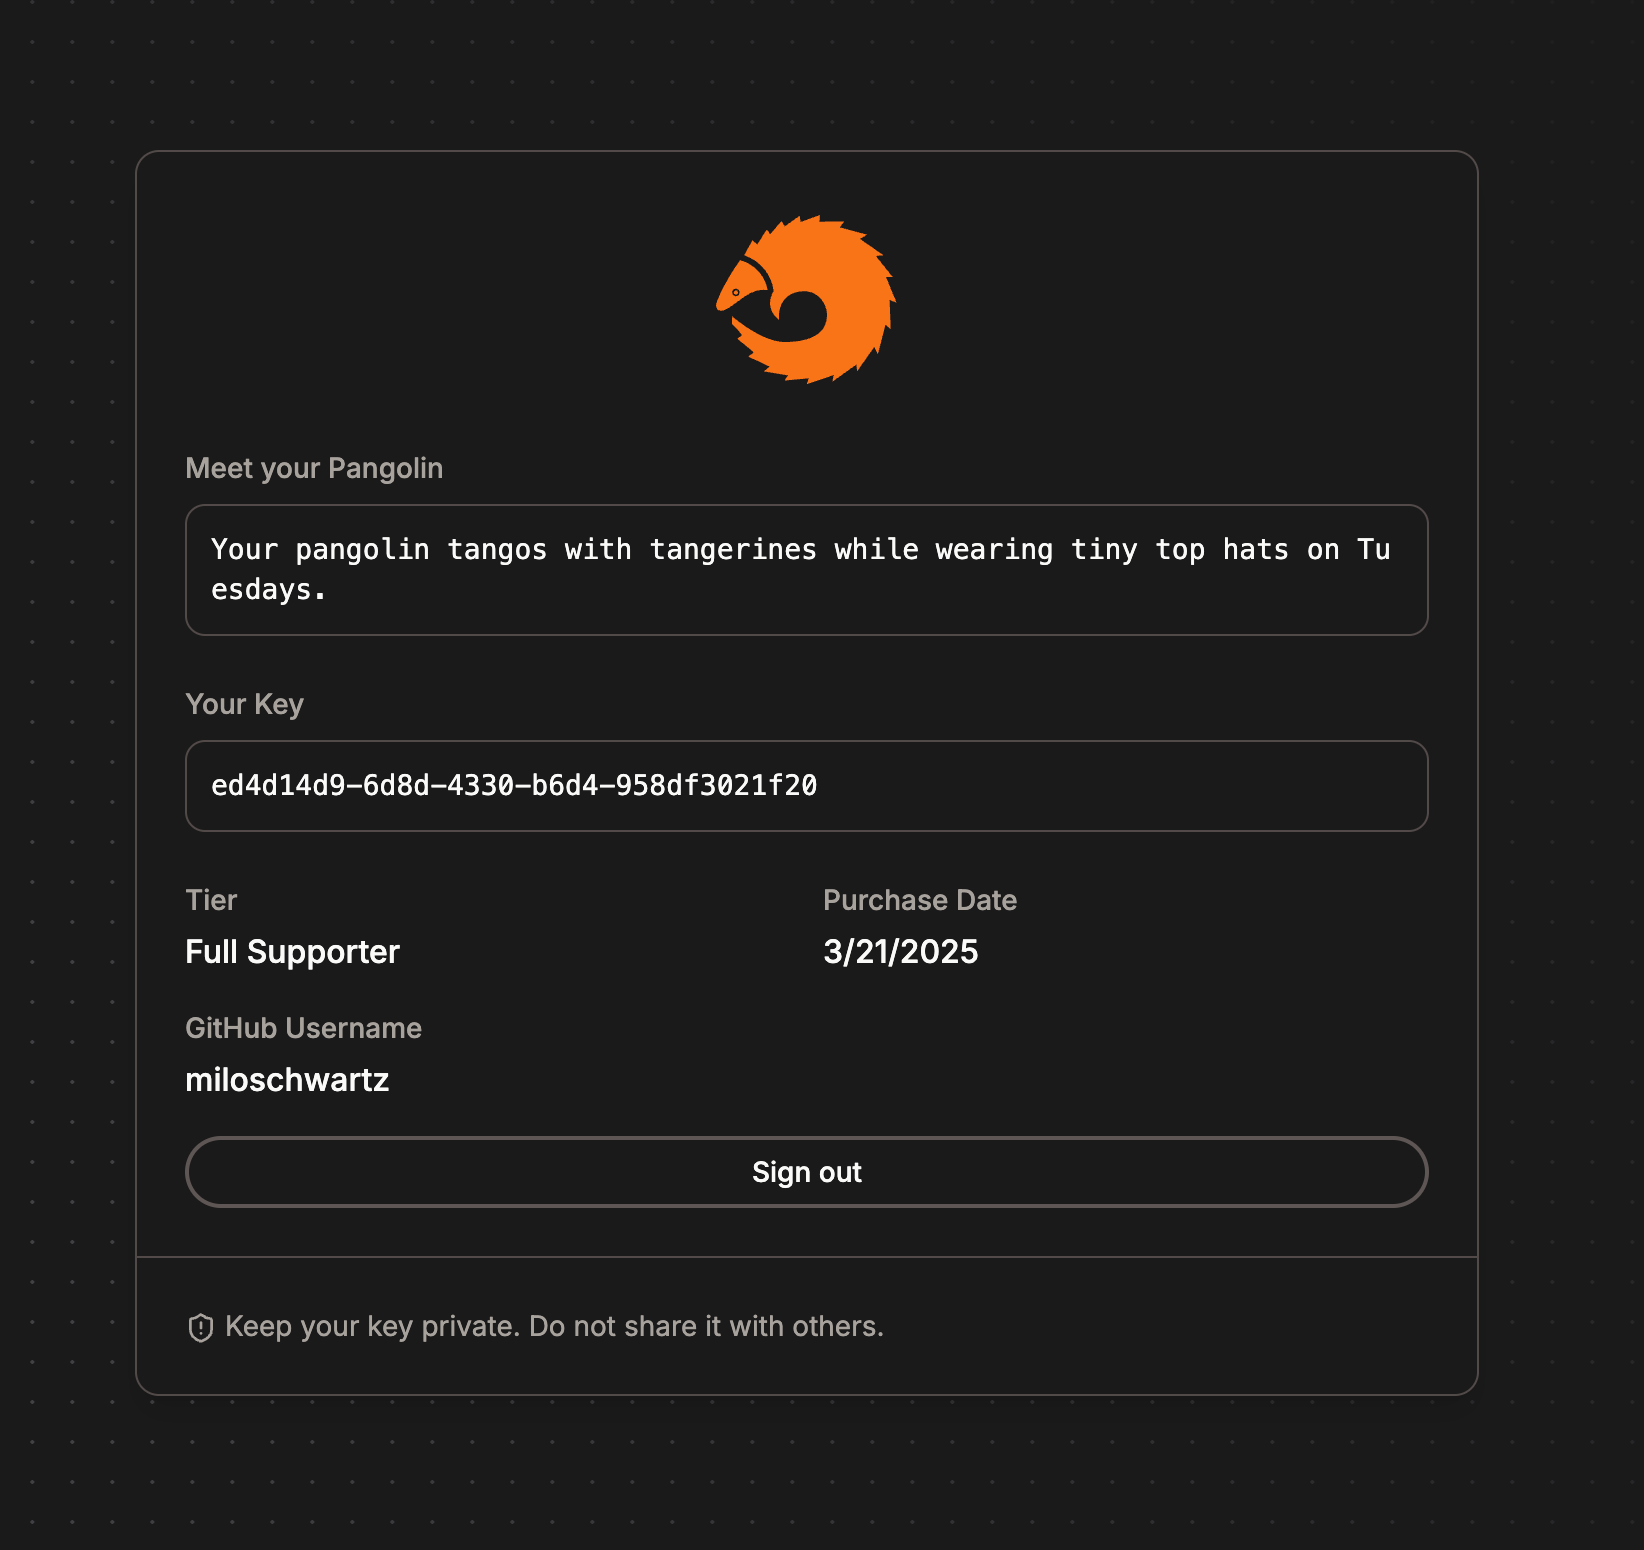 Meet your Pangolin
Your pangolin tangos with tangerines while wearing tiny top hats on Tu
esdays.
Your Key
ed4d14d9-6d8d-4330-b6d4-958df3021f20
Tier
Full Supporter
Purchase Date
3/21/2025
GitHub Username
miloschwartz
Sign out
Keep your key private. Do not share it with others.